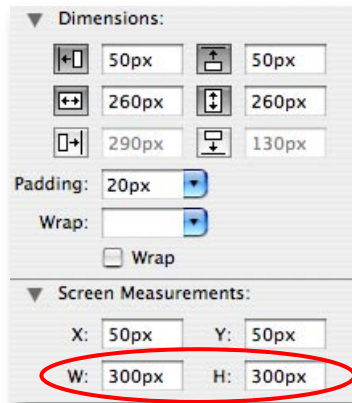 Dimensions:
50px 50px
260px 260px
290px 130px
Padding: 20px
Wrap:
Wrap
Screen Measurements:
X: 50px Y: 50px
W: 300px H: 300px